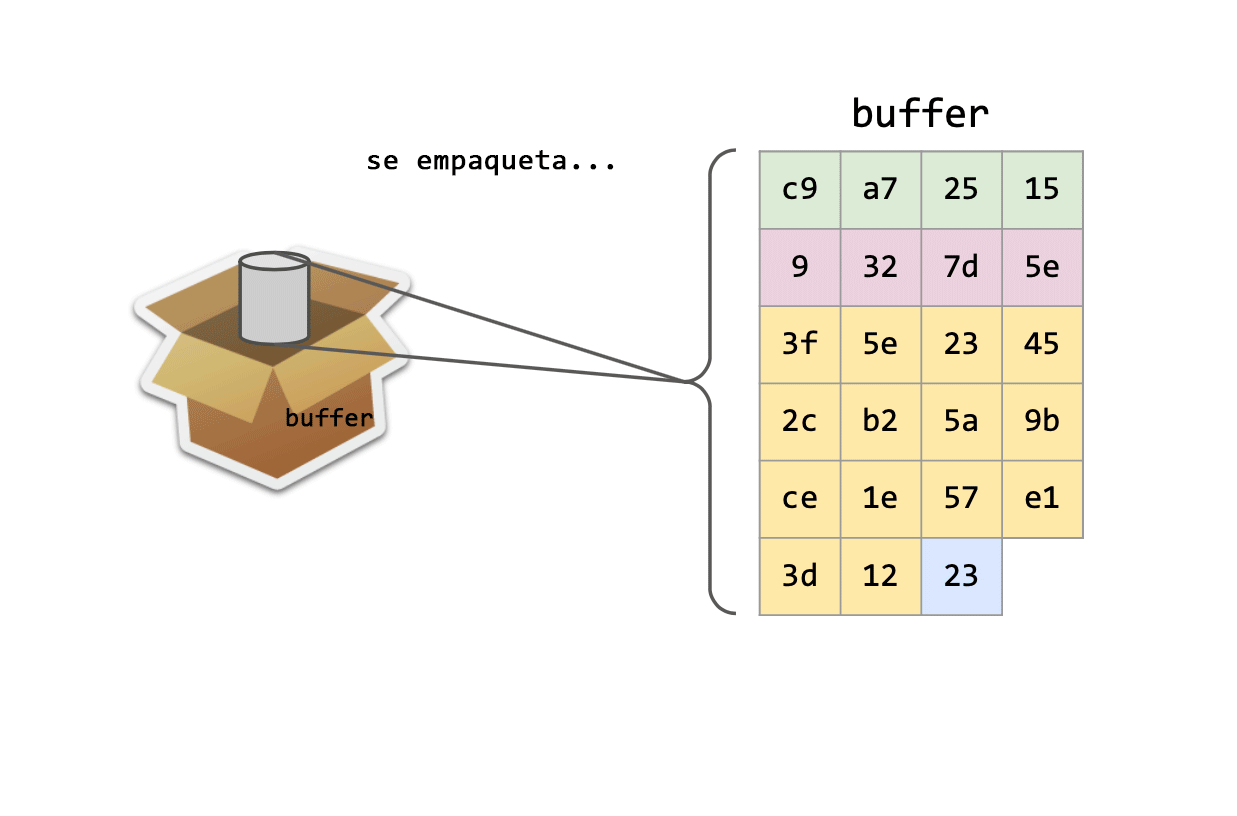 buffer
se empaqueta...
c9 a7 25 15
9 32 7d 5e
3f 5e 23 45
2c b2 5a 9b
ce 1e 57 e1
3d 12 23
buffer